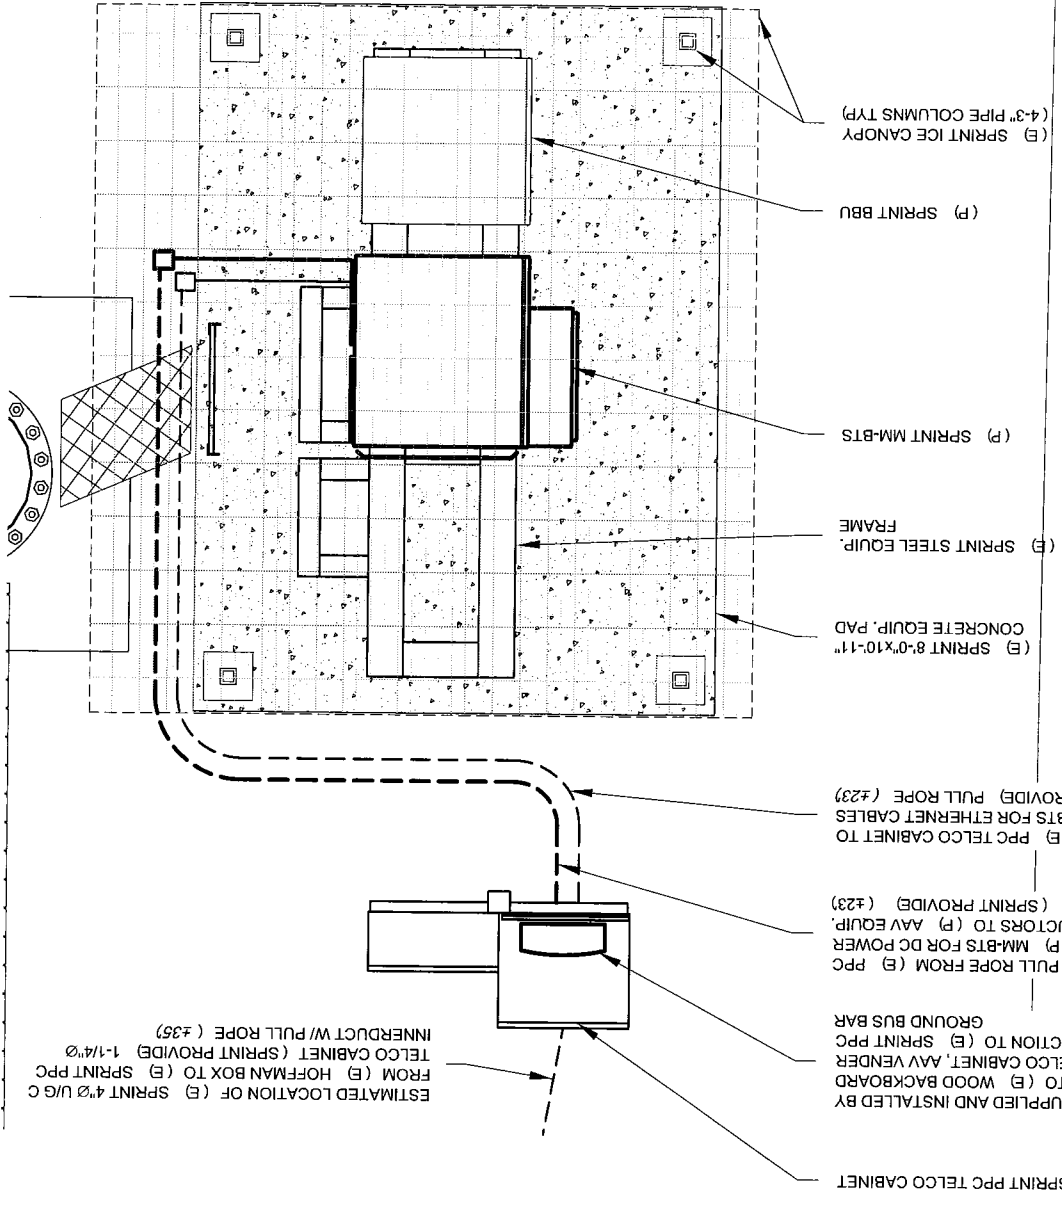 SPRINT PPC TELCO CABINET
UPPLIED AND INSTALLED BY
TO (E) WOOD BACKBOARD
LCO CABINET, AAV VENDER
CTION TO (E) SPRINT PPC
GROUND BUS BAR
ESTIMATED LOCATION OF (E) SPRINT 4"Ø U/G C
FROM (E) HOFFMAN BOX TO (E) SPRINT PPC
TELCO CABINET (SPRINT PROVIDE) 1-1/4"Ø
INNERDUCT W/ PULL ROPE (±35)
PULL ROPE FROM (E) PPC
P) MM-BTS FOR DC POWER
UCTORS TO (P) AAV EQUIP.
(SPRINT PROVIDE) (±23)
E) PPC TELCO CABINET TO
BTS FOR ETHERNET CABLES
ROVIDE) PULL ROPE (±23)
(E) SPRINT 8'-0"x10'-11"
CONCRETE EQUIP. PAD
(E) SPRINT STEEL EQUIP.
FRAME
(P) SPRINT MM-BTS
(P) SPRINT BBU
(E) SPRINT ICE CANOPY
(4-3" PIPE COLUMNS TYP)